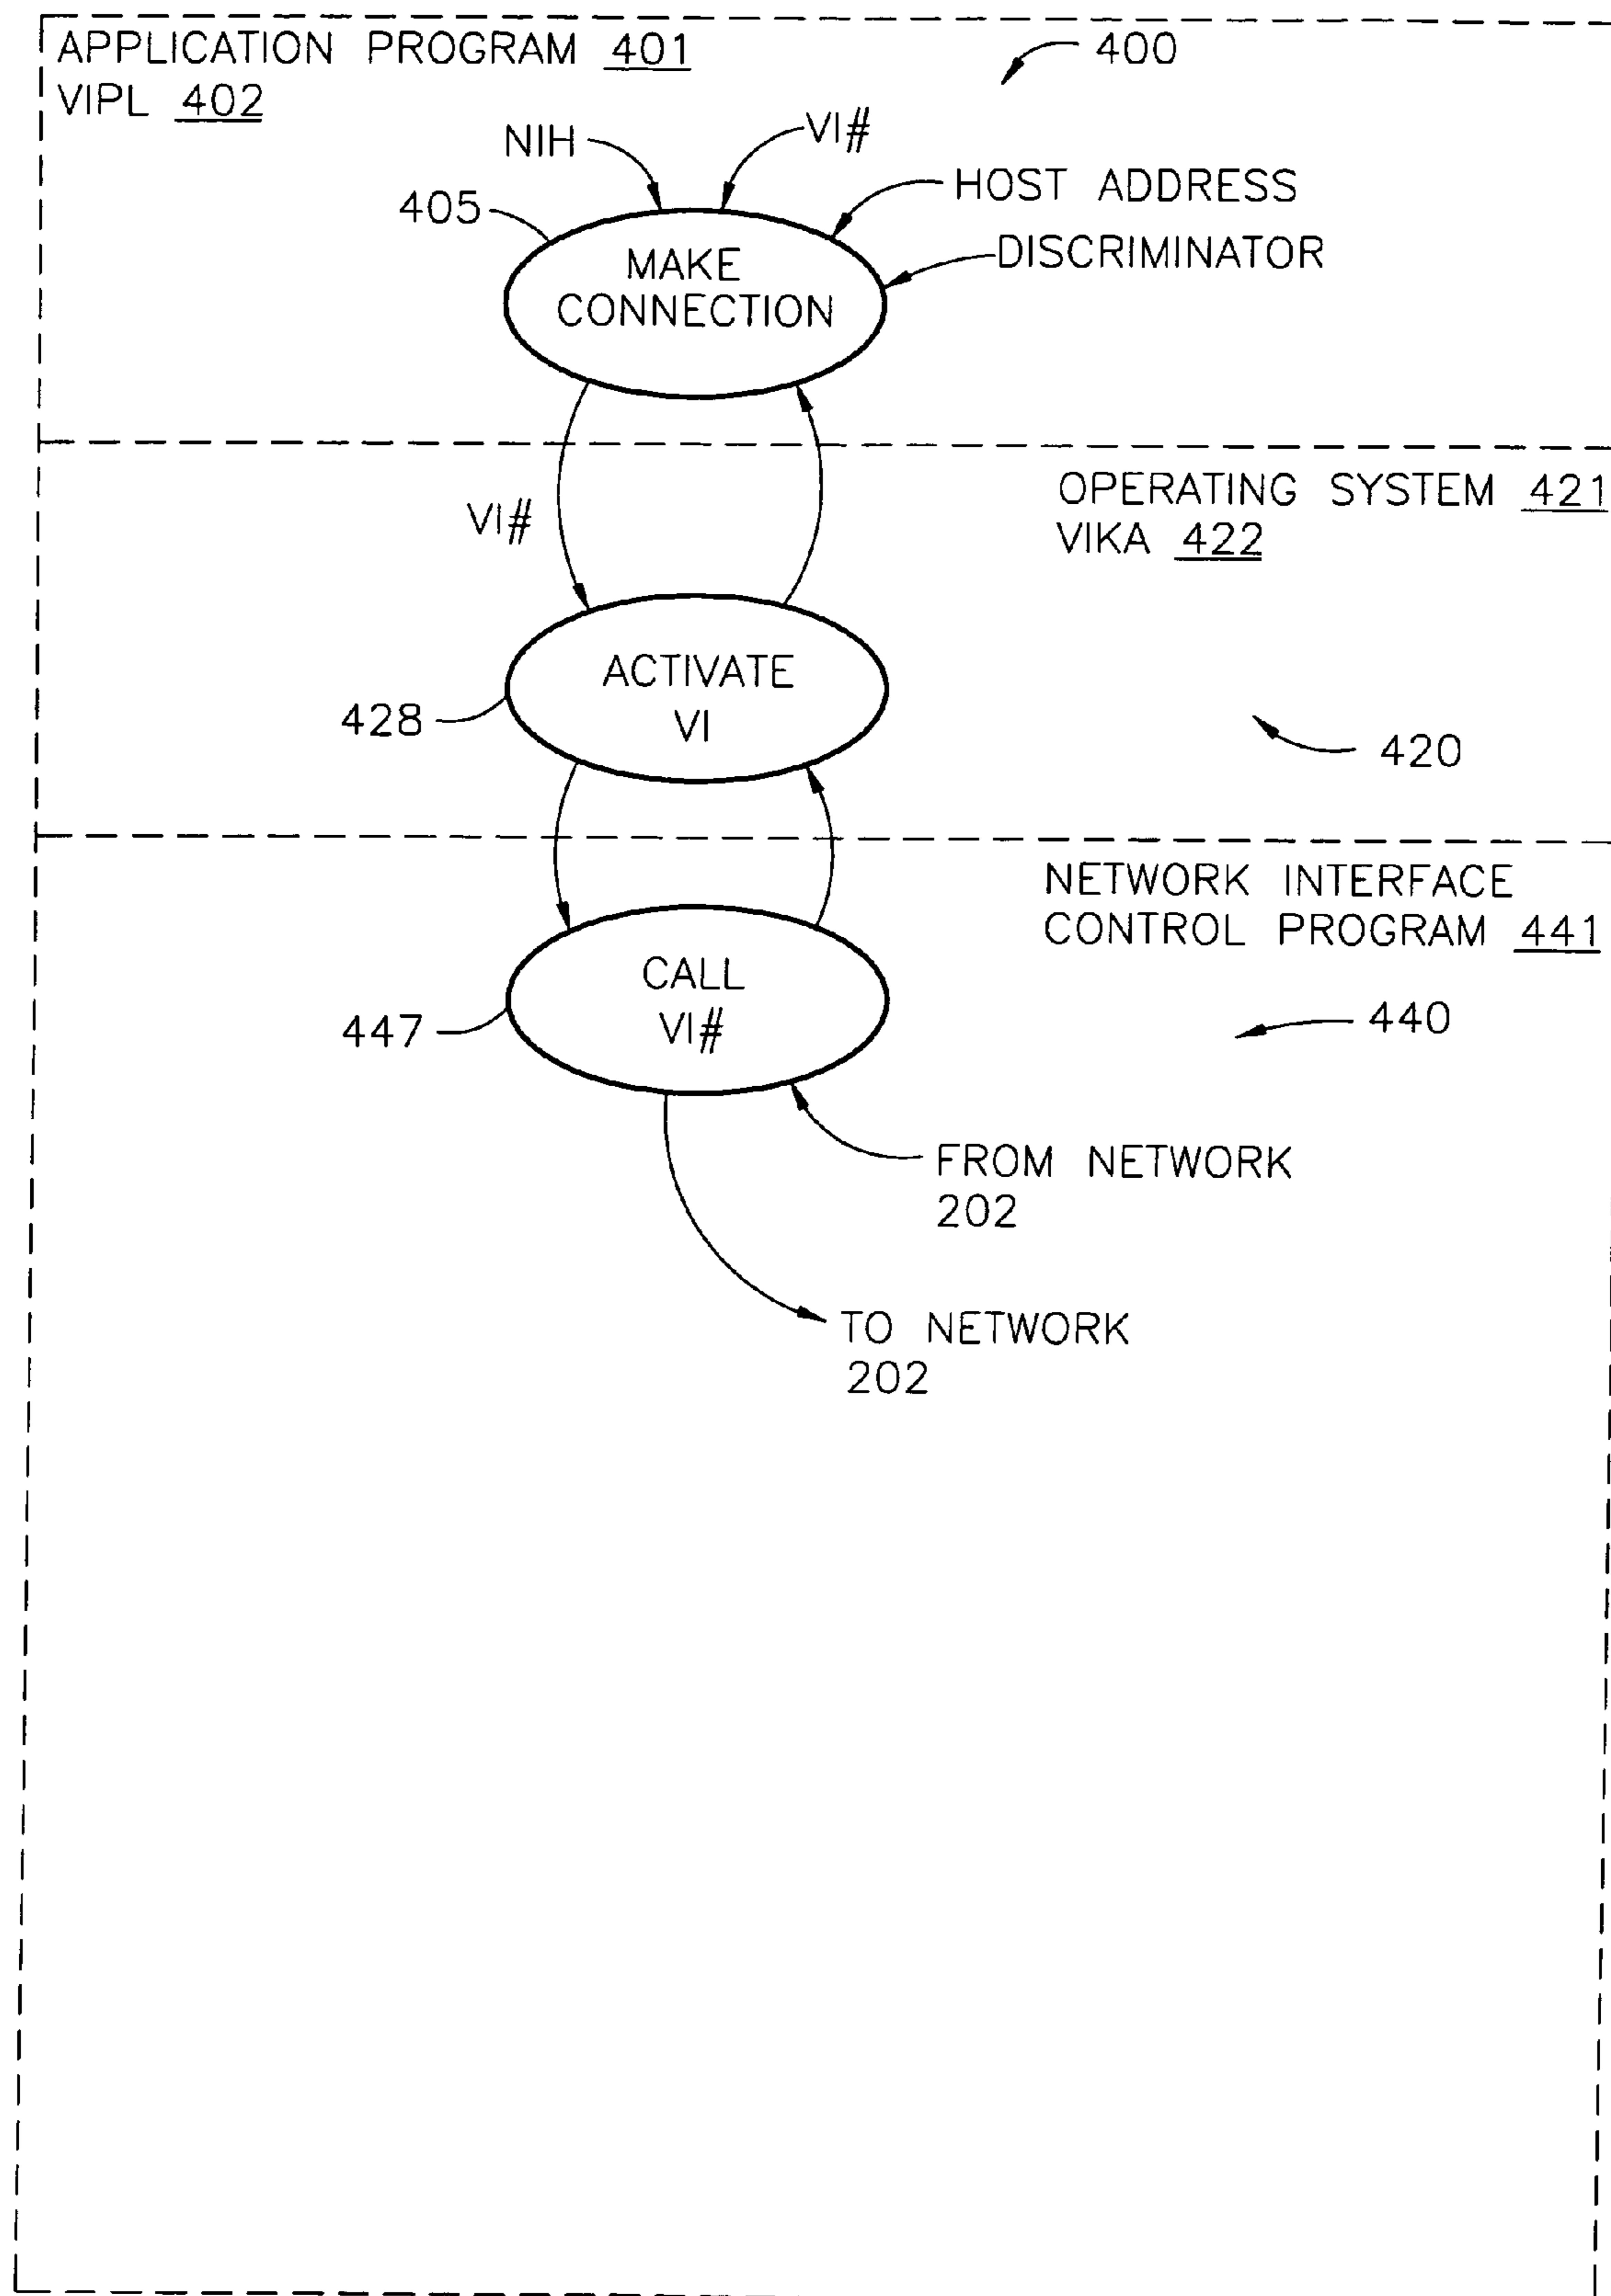 APPLICATION PROGRAM 401
VIPL 402
400
NIH
VI#
HOST ADDRESS
405
DISCRIMINATOR
MAKE
CONNECTION
OPERATING SYSTEM 421
VIKA 422
VI#
ACTIVATE
VI
428
420
NETWORK INTERFACE
CONTROL PROGRAM 441
CALL
VI#
447
440
FROM NETWORK
202
TO NETWORK
202